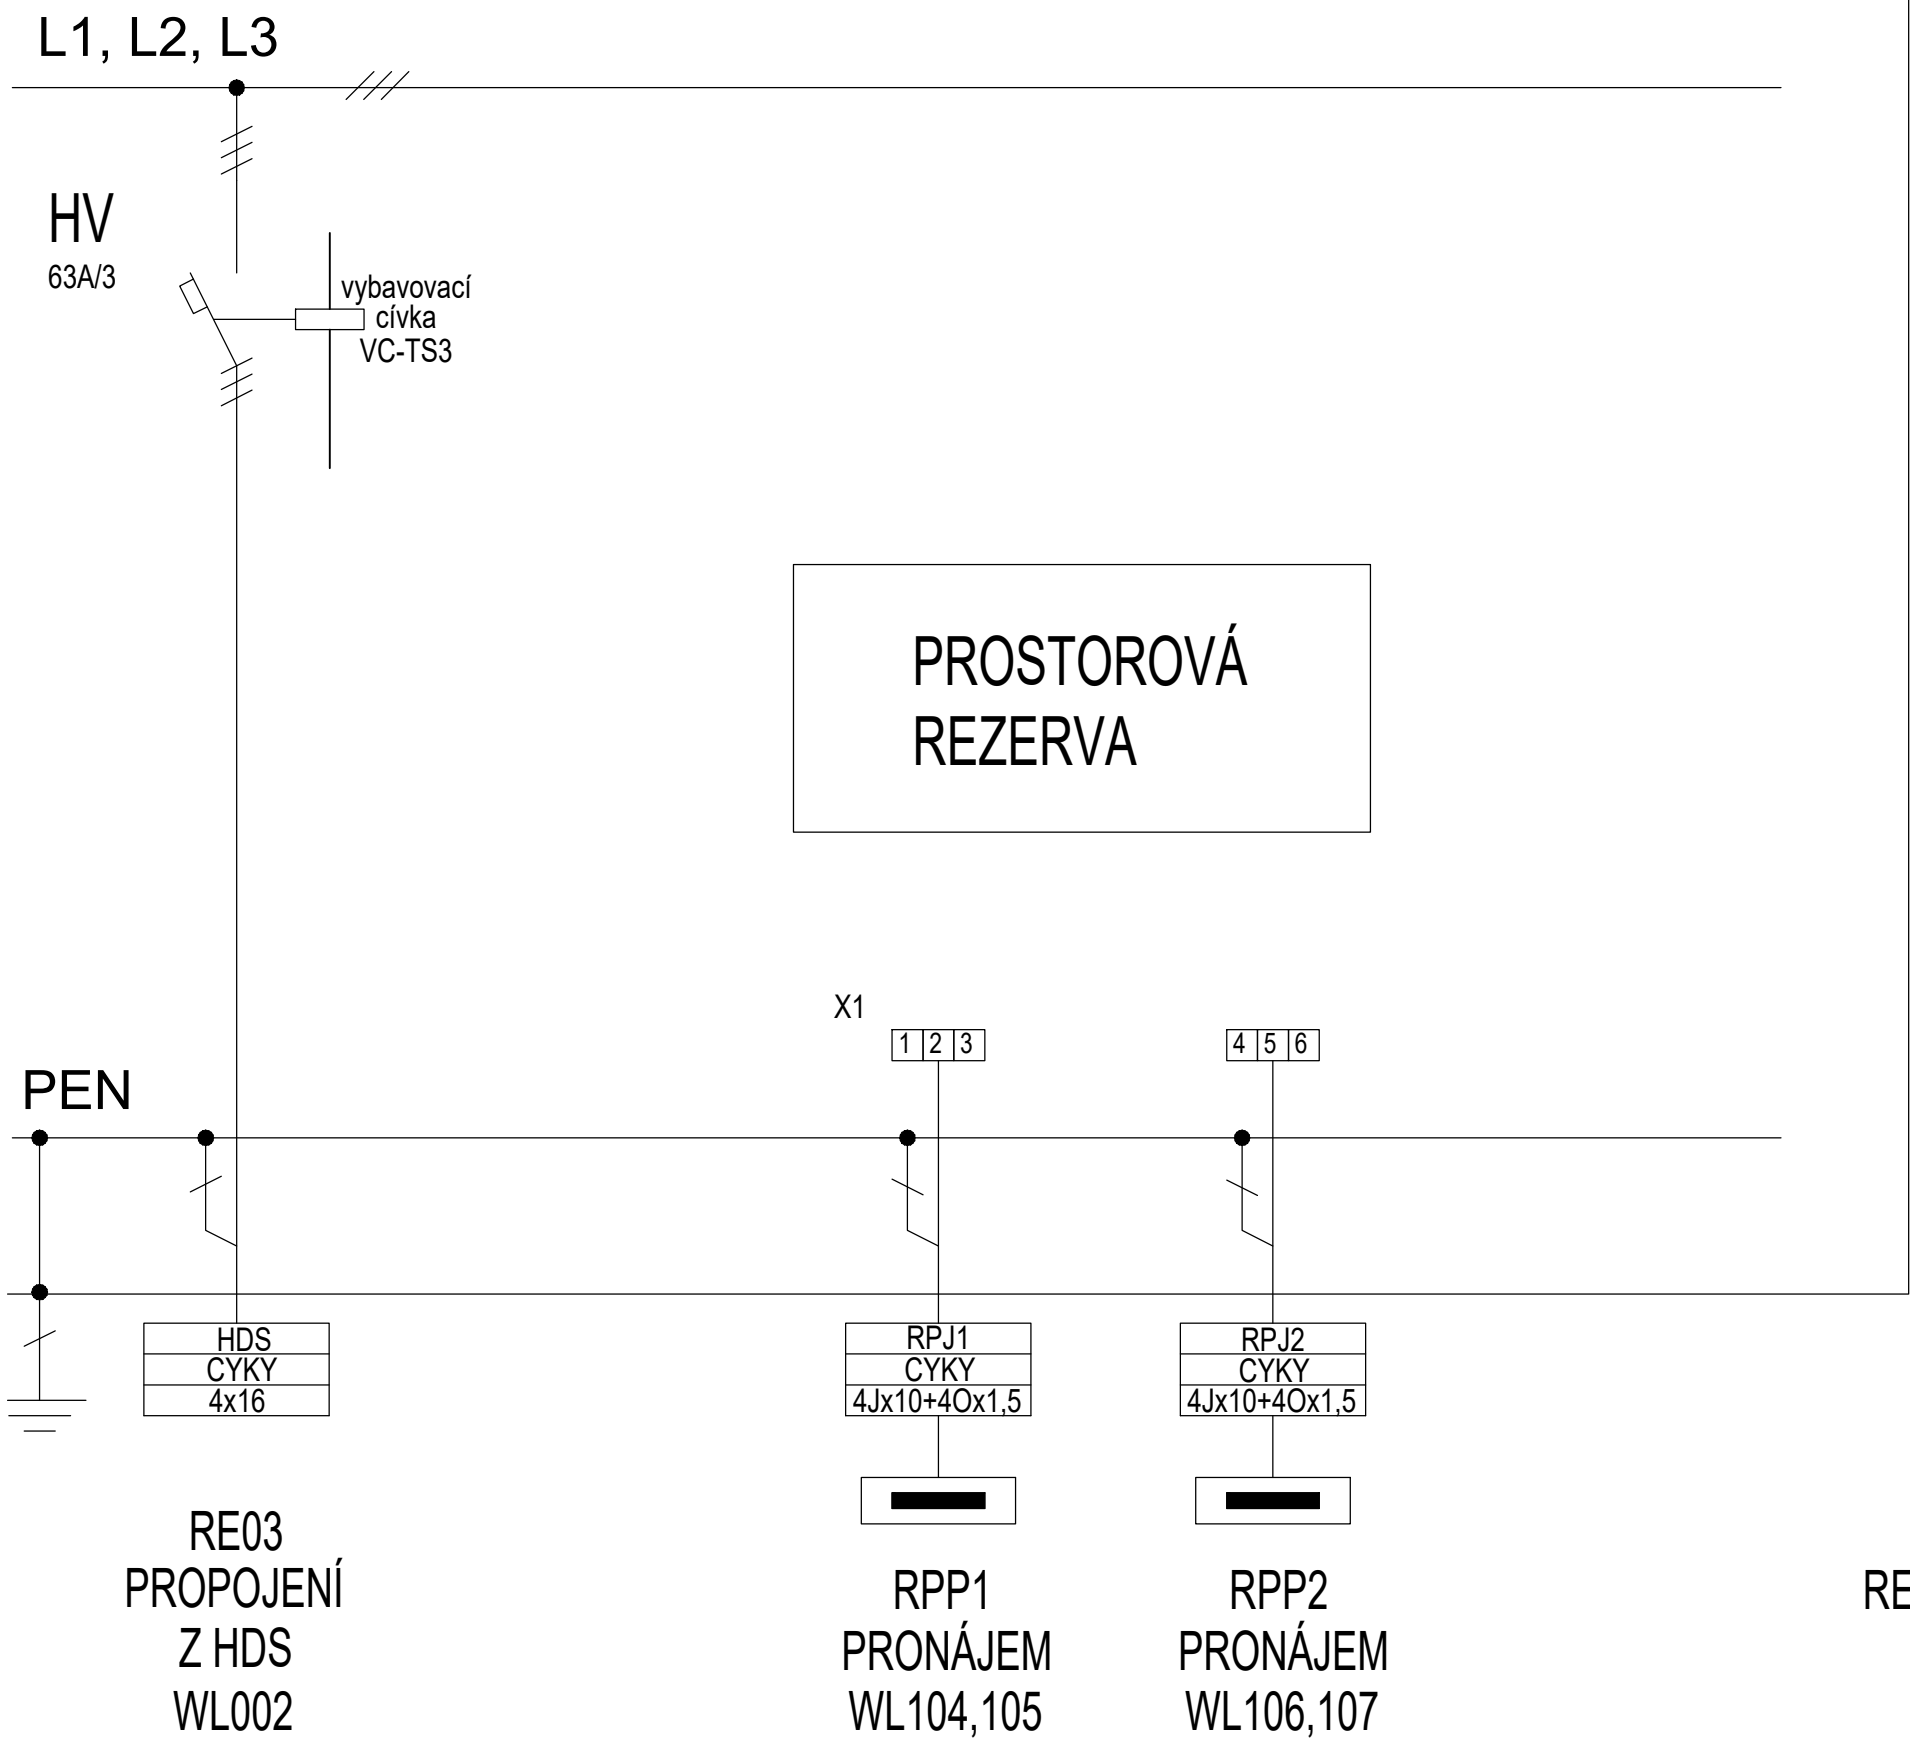 L1, L2, L3
HV
63A/3
vybavovací
cívka
VC-TS3
PROSTOROVÁ
REZERVA
X1
1 2 3
4 5 6
PEN
HDS
CYKY
4x16
RPJ1
CYKY
4Jx10+4Ox1,5
RPJ2
CYKY
4Jx10+4Ox1,5
RE03
PROPOJENÍ
Z HDS
WL002
RPP1
PRONÁJEM
WL104,105
RPP2
PRONÁJEM
WL106,107
RE